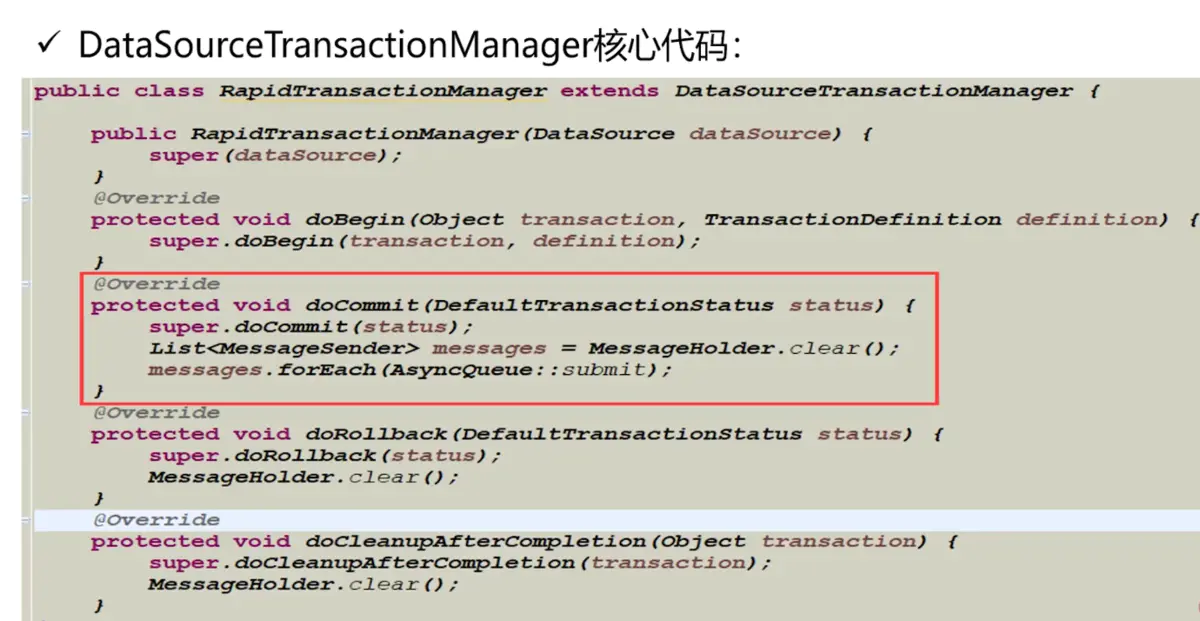 ✓ DataSourceTransactionManager核心代码：
public class RapidTransactionManager extends DataSourceTransactionManager {
public RapidTransactionManager(DataSource dataSource) {
super(dataSource);
}
@Override
protected void doBegin(Object transaction, TransactionDefinition definition) {
super.doBegin(transaction, definition);
}
@Override
protected void doCommit(DefaultTransactionStatus status) {
super.doCommit(status);
List<MessageSender> messages = MessageHolder.clear();
messages.forEach(AsyncQueue::submit);
}
@Override
protected void doRollback(DefaultTransactionStatus status) {
super.doRollback(status);
MessageHolder.clear();
}
@Override
protected void doCleanupAfterCompletion(Object transaction) {
super.doCleanupAfterCompletion(transaction);
MessageHolder.clear();
}